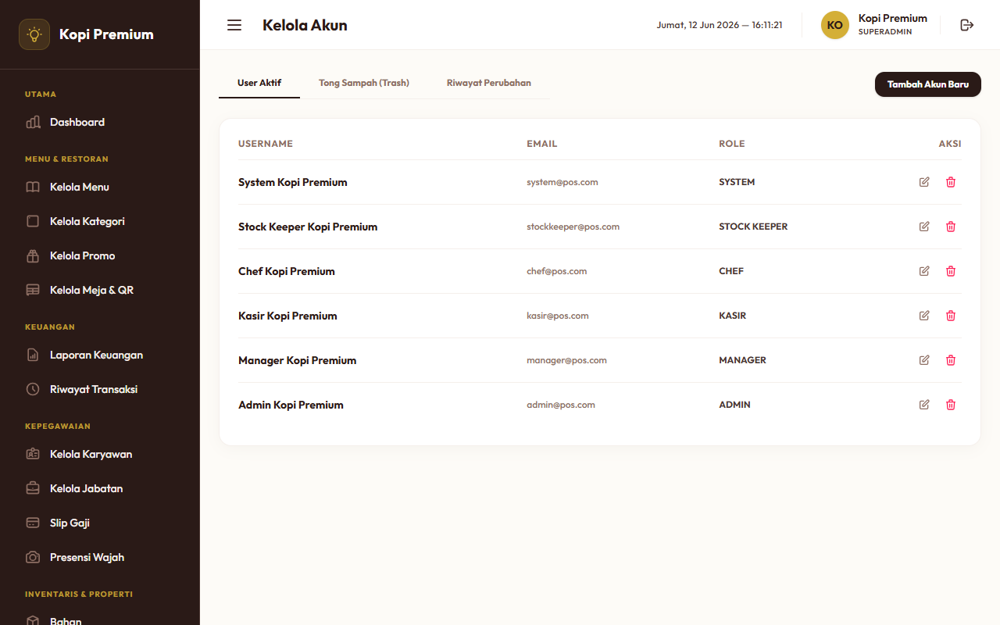 Kopi Premium
UTAMA
Dashboard
MENU & RESTORAN
Kelola Menu
Kelola Kategori
Kelola Promo
Kelola Meja & QR
KEUANGAN
Laporan Keuangan
Riwayat Transaksi
KEPEGAWAIAN
Kelola Karyawan
Kelola Jabatan
Slip Gaji
Presensi Wajah
INVENTARIS & PROPERTI
Bahan
Kelola Akun
Jumat, 12 Jun 2026 — 16:11:21
KO
Kopi Premium
SUPERADMIN
User Aktif
Tong Sampah (Trash)
Riwayat Perubahan
Tambah Akun Baru
USERNAME EMAIL ROLE AKSI
System Kopi Premium system@pos.com SYSTEM
Stock Keeper Kopi Premium stockkeeper@pos.com STOCK KEEPER
Chef Kopi Premium chef@pos.com CHEF
Kasir Kopi Premium kasir@pos.com KASIR
Manager Kopi Premium manager@pos.com MANAGER
Admin Kopi Premium admin@pos.com ADMIN